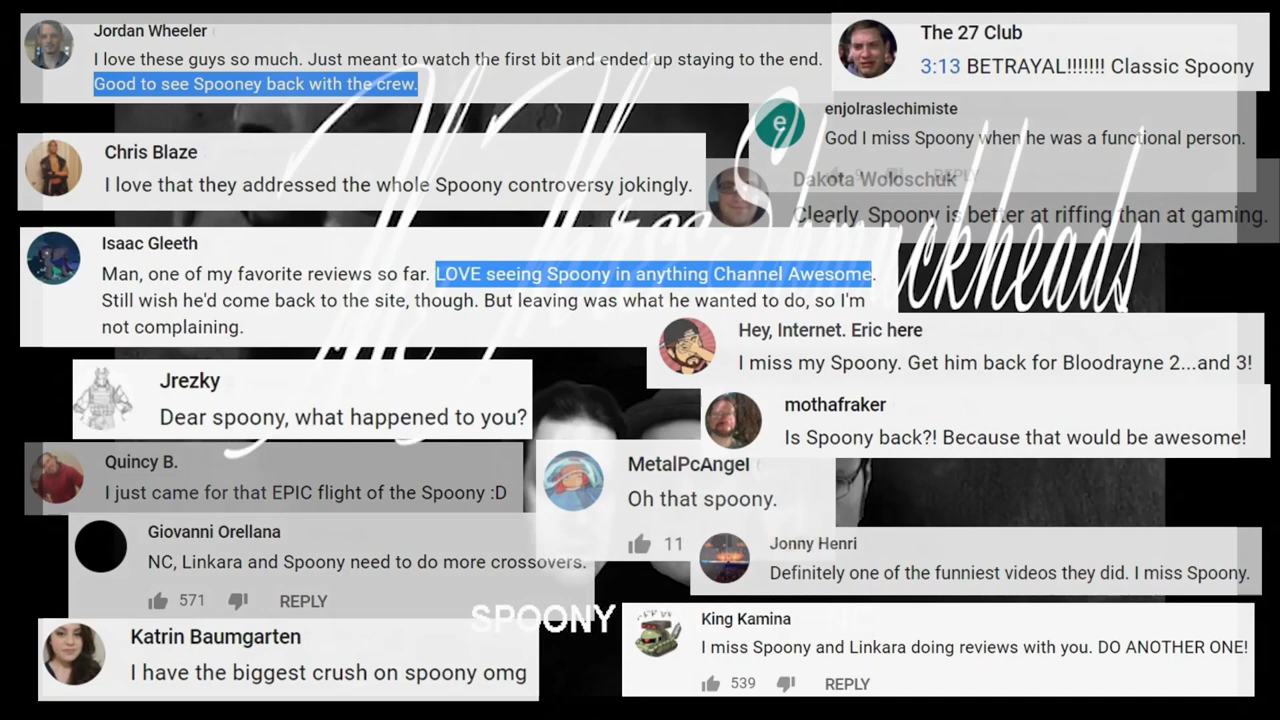 Jordan Wheeler
I love these guys so much. Just meant to watch the first bit and ended up staying to the end.
Good to see Spooney back with the crew.
The 27 Club
3:13 BETRAYAL!!!!!!! Classic Spoony
enjolraslechimiste
God I miss Spoony when he was a functional person.
REPLY
Chris Blaze
I love that they addressed the whole Spoony controversy jokingly.
Dakota Woloschuk
Clearly, Spoony is better at riffing than at gaming.
Isaac Gleeth
Man, one of my favorite reviews so far. LOVE seeing Spoony in anything Channel Awesome.
Still wish he'd come back to the site, though. But leaving was what he wanted to do, so I'm
not complaining.
The Three Shmuckheads
Hey, Internet. Eric here
I miss my Spoony. Get him back for Bloodrayne 2...and 3!
Jrezky
Dear spoony, what happened to you?
mothafraker
Is Spoony back?! Because that would be awesome!
Quincy B.
I just came for that EPIC flight of the Spoony :D
MetalPcAngel
Oh that spoony.
11
Giovanni Orellana
NC, Linkara and Spoony need to do more crossovers.
571 REPLY
Jonny Henri
Definitely one of the funniest videos they did. I miss Spoony.
SPOONY
Katrin Baumgarten
I have the biggest crush on spoony omg
King Kamina
I miss Spoony and Linkara doing reviews with you. DO ANOTHER ONE!
539 REPLY